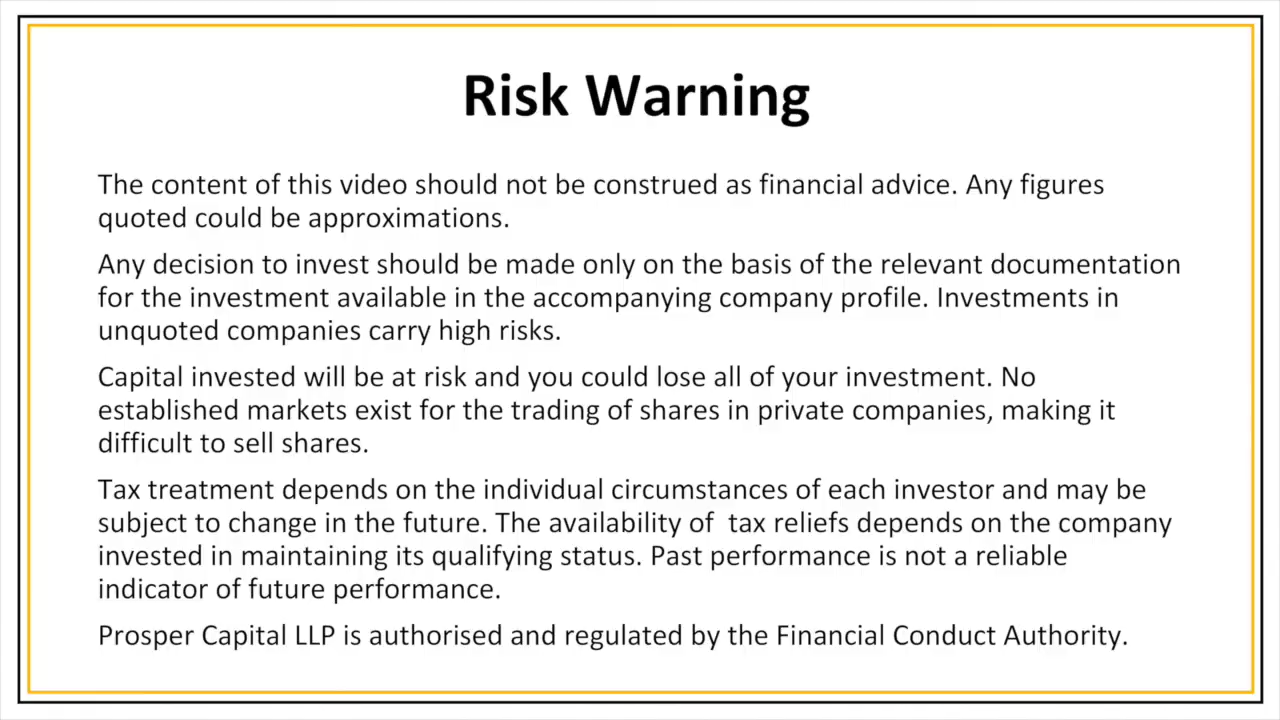 Risk Warning
The content of this video should not be construed as financial advice. Any figures
quoted could be approximations.
Any decision to invest should be made only on the basis of the relevant documentation
for the investment available in the accompanying company profile. Investments in
unquoted companies carry high risks.
Capital invested will be at risk and you could lose all of your investment. No
established markets exist for the trading of shares in private companies, making it
difficult to sell shares.
Tax treatment depends on the individual circumstances of each investor and may be
subject to change in the future. The availability of  tax reliefs depends on the company
invested in maintaining its qualifying status. Past performance is not a reliable
indicator of future performance.
Prosper Capital LLP is authorised and regulated by the Financial Conduct Authority.